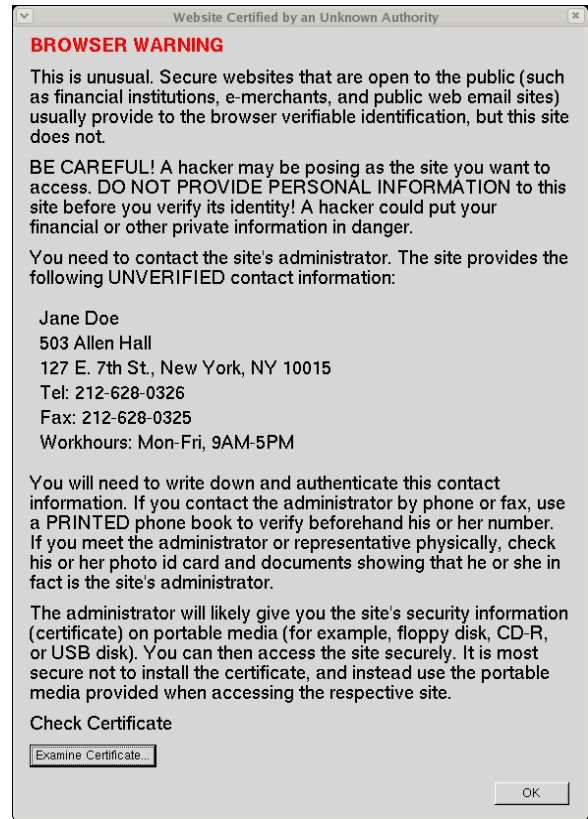 Website Certified by an Unknown Authority
BROWSER WARNING
This is unusual. Secure websites that are open to the public (such
as financial institutions, e-merchants, and public web email sites)
usually provide to the browser verifiable identification, but this site
does not.
BE CAREFUL! A hacker may be posing as the site you want to
access. DO NOT PROVIDE PERSONAL INFORMATION to this
site before you verify its identity! A hacker could put your
financial or other private information in danger.
You need to contact the site's administrator. The site provides the
following UNVERIFIED contact information:
Jane Doe
503 Allen Hall
127 E. 7th St., New York, NY 10015
Tel: 212-628-0326
Fax: 212-628-0325
Workhours: Mon-Fri, 9AM-5PM
You will need to write down and authenticate this contact
information. If you contact the administrator by phone or fax, use
a PRINTED phone book to verify beforehand his or her number.
If you meet the administrator or representative physically, check
his or her photo id card and documents showing that he or she in
fact is the site's administrator.
The administrator will likely give you the site's security information
(certificate) on portable media (for example, floppy disk, CD-R,
or USB disk). You can then access the site securely. It is most
secure not to install the certificate, and instead use the portable
media provided when accessing the respective site.
Check Certificate
Examine Certificate...
OK